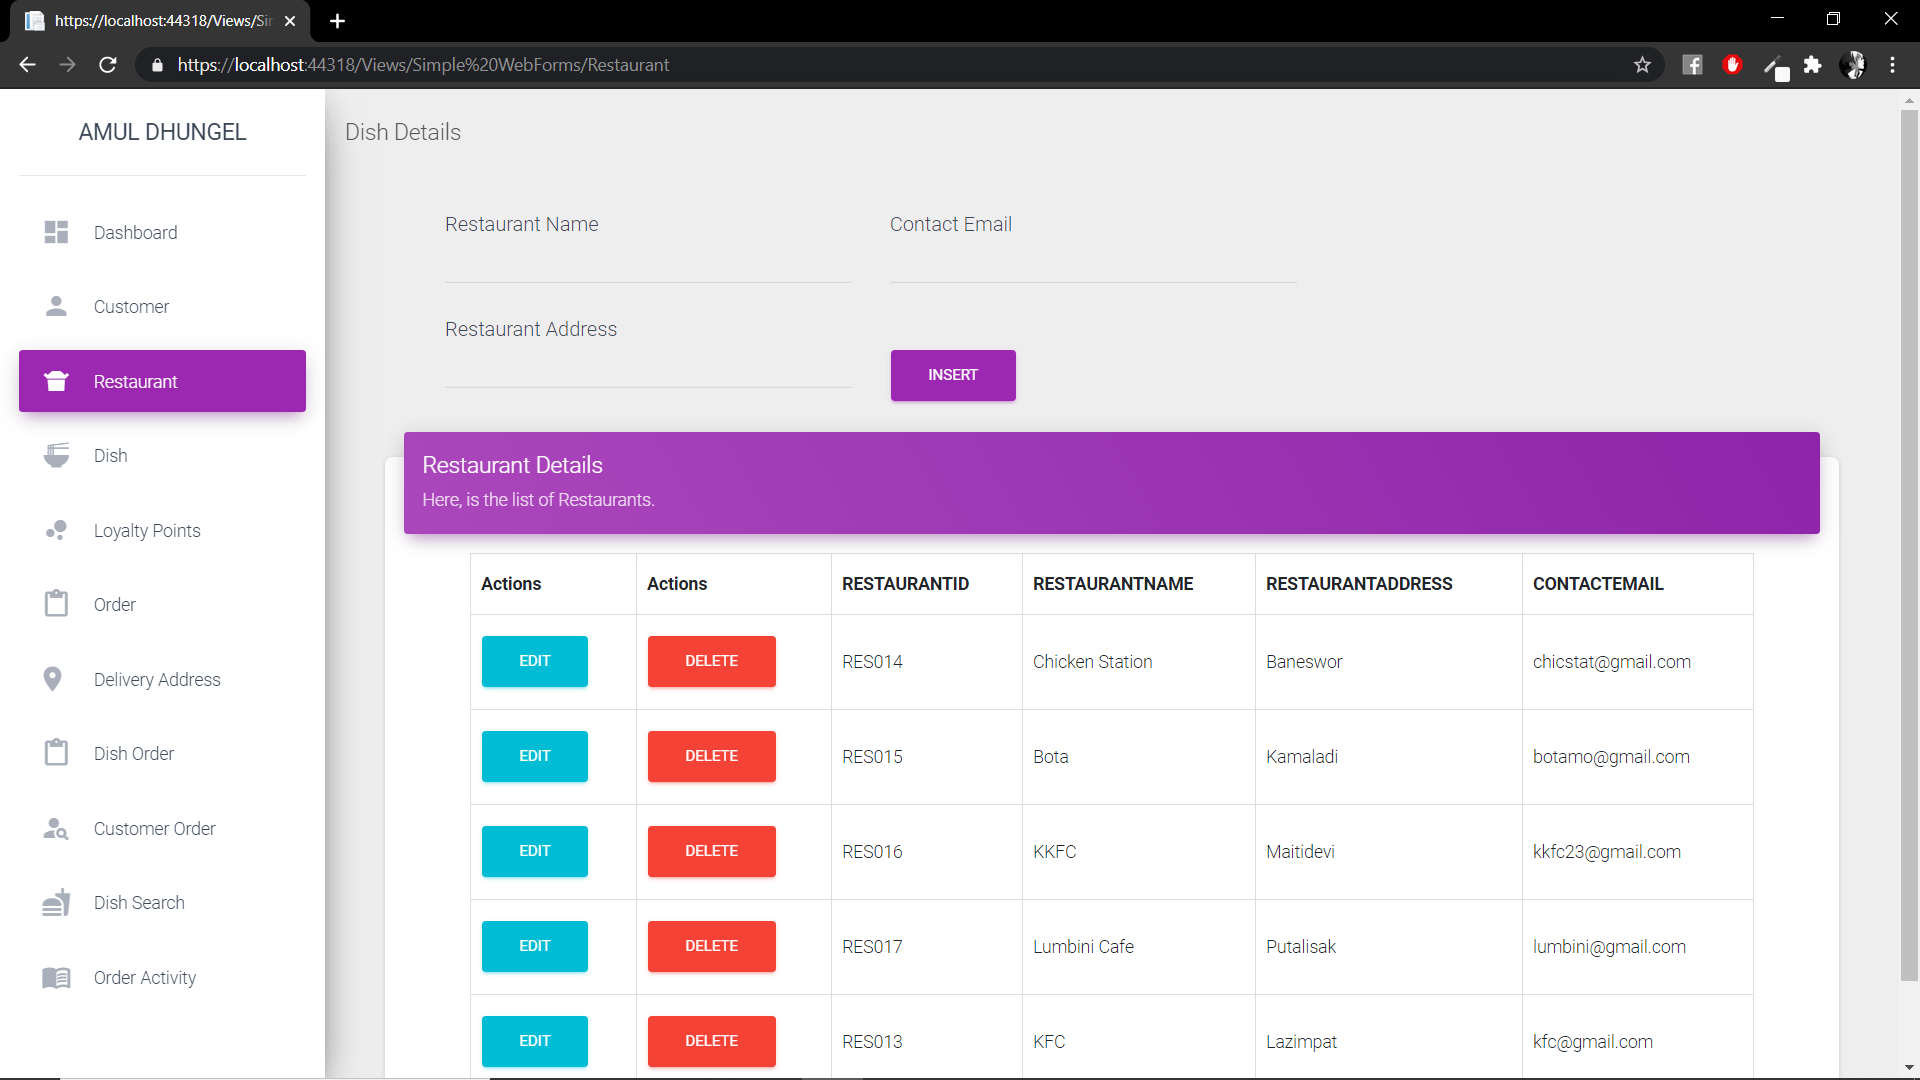 https://localhost:44318/Views/Sin
https://localhost:44318/Views/Simple%20WebForms/Restaurant
AMUL DHUNGEL
Dashboard
Customer
Restaurant
Dish
Loyalty Points
Order
Delivery Address
Dish Order
Customer Order
Dish Search
Order Activity
Dish Details
Restaurant Name Contact Email
Restaurant Address
INSERT
Restaurant Details
Here, is the list of Restaurants.
Actions Actions RESTAURANTID RESTAURANTNAME RESTAURANTADDRESS CONTACTEMAIL
EDIT DELETE RES014 Chicken Station Baneswor chicstat@gmail.com
EDIT DELETE RES015 Bota Kamaladi botamo@gmail.com
EDIT DELETE RES016 KKFC Maitidevi kkfc23@gmail.com
EDIT DELETE RES017 Lumbini Cafe Putalisak lumbini@gmail.com
EDIT DELETE RES013 KFC Lazimpat kfc@gmail.com